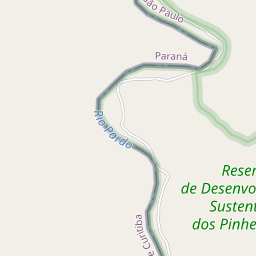 São Paulo
Paraná
Rio Pardo
Reser
de Desenvo
Sustent
dos Pinhe
e Curitiba